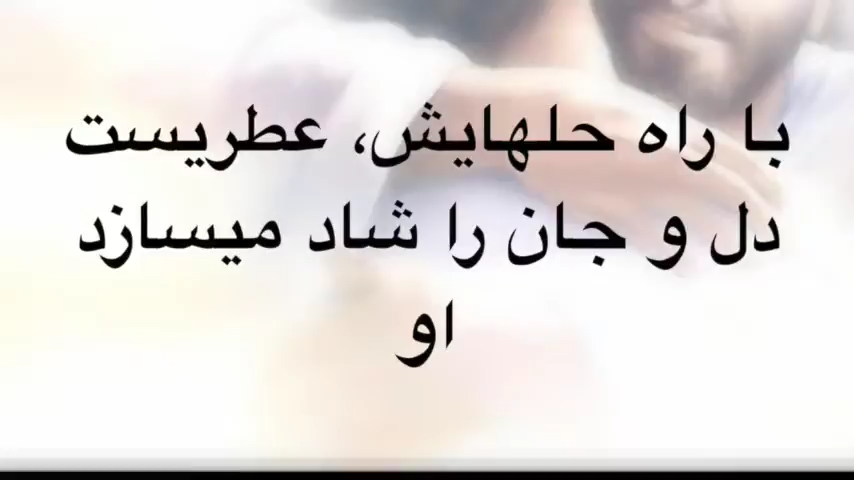 با راه حلهایش، عطریست
دل و جان را شاد میسازد
او